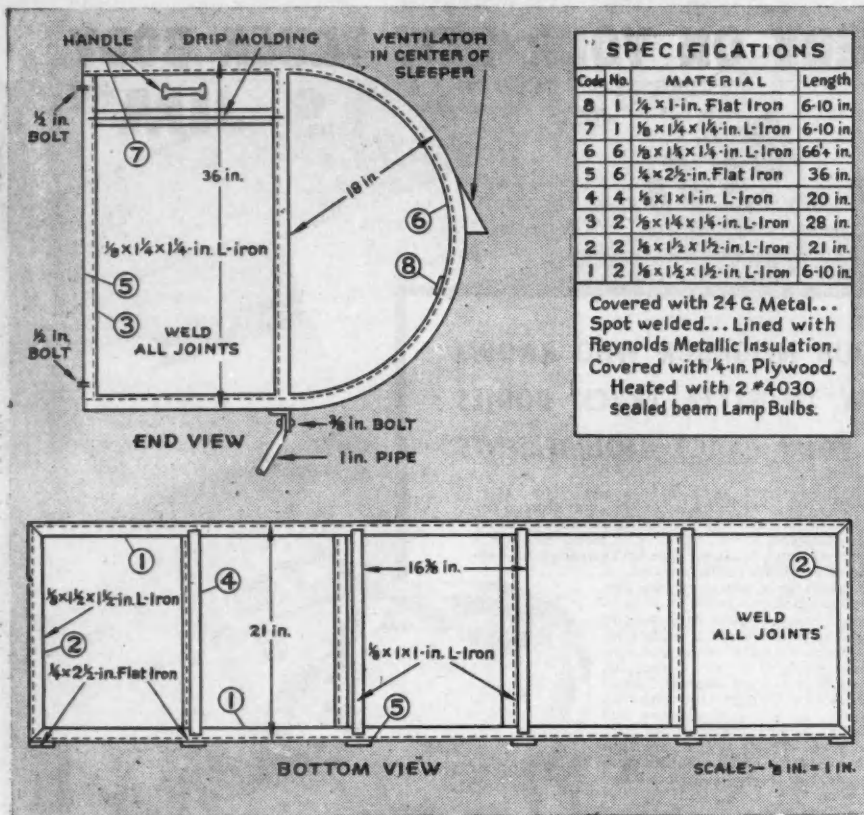 HANDLE
DRIP MOLDING
VENTILATOR
IN CENTER OF
SLEEPER
½ in.
BOLT
⑦
36 in.
18 in.
⑥
⅛ × 1¼ × 1¼-in. L-iron
⑧
⑤
③
½ in.
BOLT
WELD
ALL JOINTS
⅜ in. BOLT
END VIEW
1 in. PIPE
SPECIFICATIONS
Code No. MATERIAL Length
8 1 ¼ × 1-in. Flat Iron 6-10 in.
7 1 ⅛ × 1¼ × 1¼-in. L-Iron 6-10 in.
6 6 ⅛ × 1¼ × 1¼-in. L-Iron 66¼+ in.
5 6 ¼ × 2½-in. Flat Iron 36 in.
4 4 ⅛ × 1 × 1-in. L-Iron 20 in.
3 2 ⅛ × 1¼ × 1¼-in. L-Iron 28 in.
2 2 ⅛ × 1½ × 1½-in. L-Iron 21 in.
1 2 ⅛ × 1½ × 1½-in. L-Iron 6-10 in.
Covered with 24 G. Metal...
Spot welded... Lined with
Reynolds Metallic Insulation.
Covered with ¼-in. Plywood.
Heated with 2 #4030
sealed beam Lamp Bulbs.
①
④
16⅜ in.
②
⅛ × 1½ × 1½-in. L-Iron
21 in.
WELD
ALL JOINTS
②
⅛ × 1 × 1-in. L-Iron
¼ × 2½-in. Flat Iron
①
⑤
BOTTOM VIEW
SCALE:- ⅛ IN. = 1 IN.